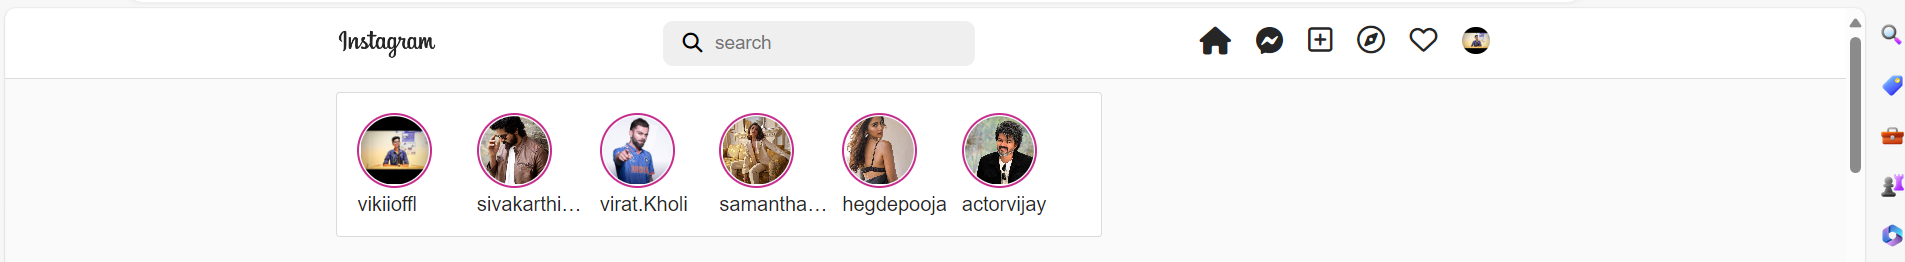 Instagram
search
vikiioffl
sivakarthi...
virat.Kholi
samantha...
hegdepooja
actorvijay